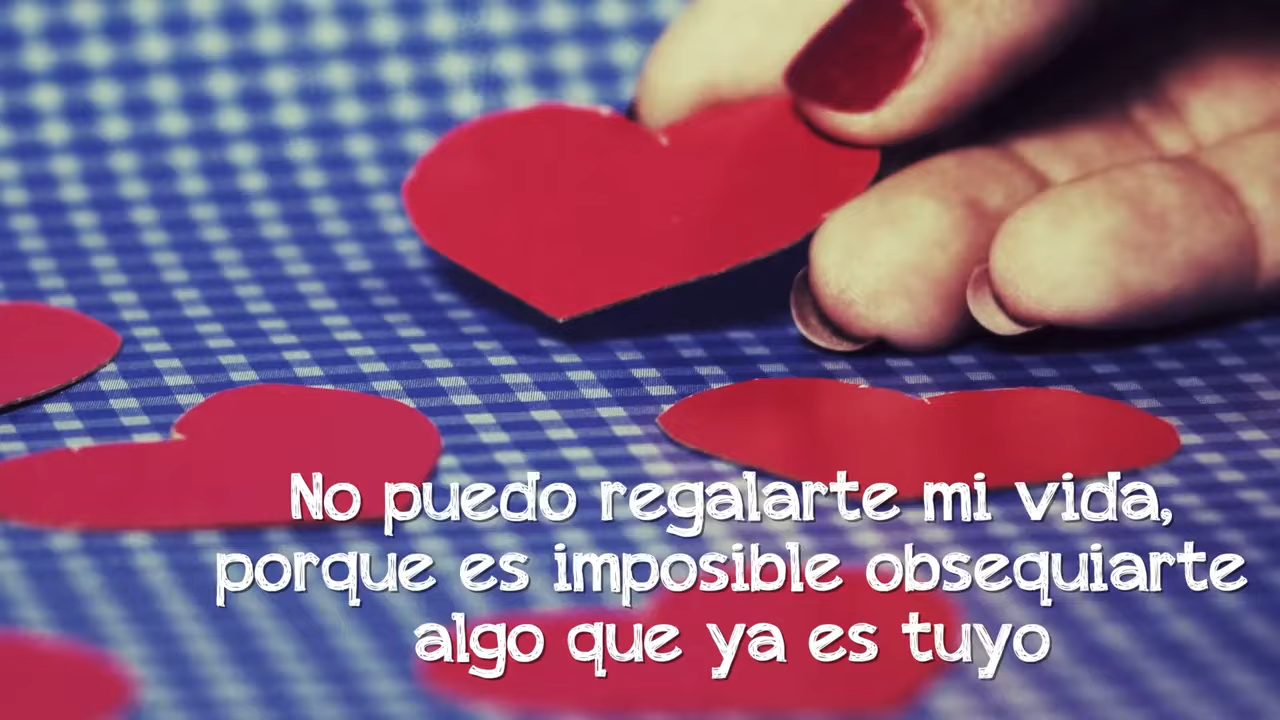 No puedo regalarte mi vida,
porque es imposible obsequiarte
algo que ya es tuyo